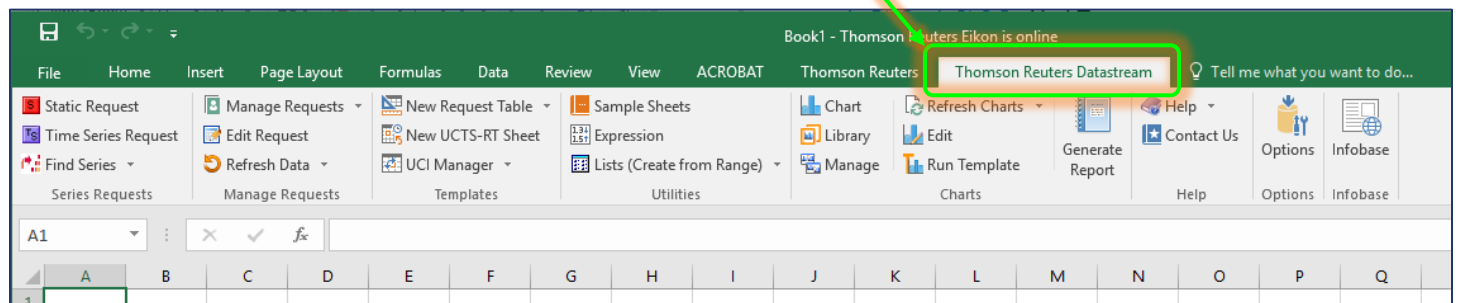 Book1 - Thomson Reuters Eikon is online
File Home Insert Page Layout Formulas Data Review View ACROBAT Thomson Reuters Thomson Reuters Datastream Tell me what you want to do...
S Static Request Manage Requests New Request Table Sample Sheets Chart Refresh Charts Help
Ts Time Series Request Edit Request New UCTS-RT Sheet Expression Library Edit Generate Report Contact Us Options Infobase
Find Series Refresh Data UCI Manager Lists (Create from Range) Manage Run Template
Series Requests Manage Requests Templates Utilities Charts Help Options Infobase
A1 fx
A B C D E F G H I J K L M N O P Q
1